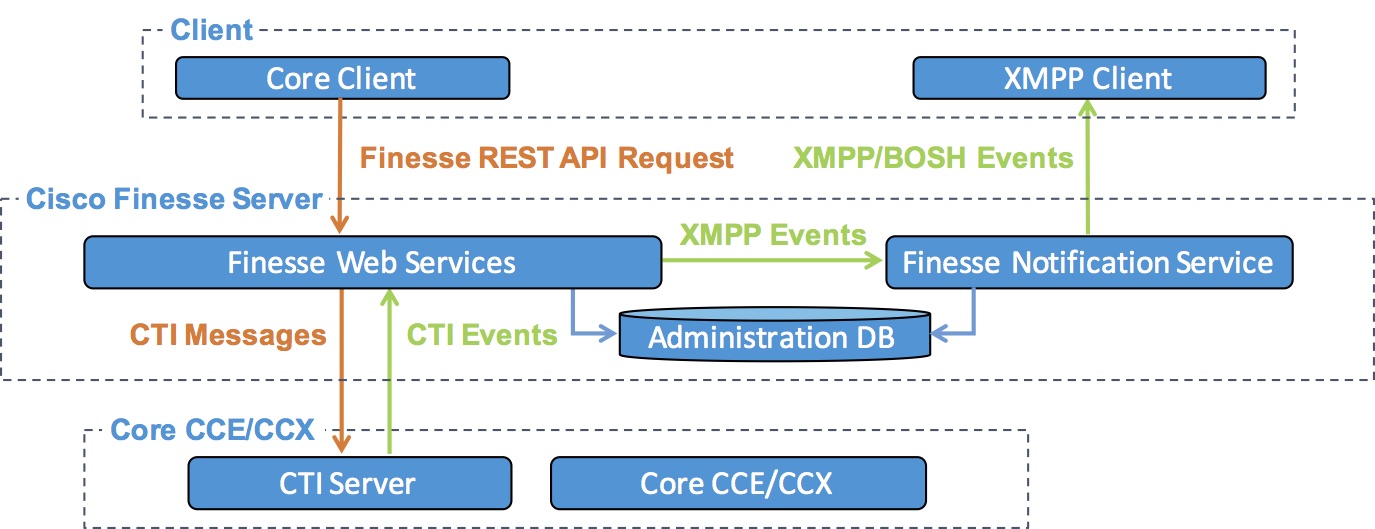 Client
Core Client
XMPP Client
Finesse REST API Request
XMPP/BOSH Events
Cisco Finesse Server
XMPP Events
Finesse Web Services
Finesse Notification Service
CTI Messages
CTI Events
Administration DB
Core CCE/CCX
CTI Server
Core CCE/CCX